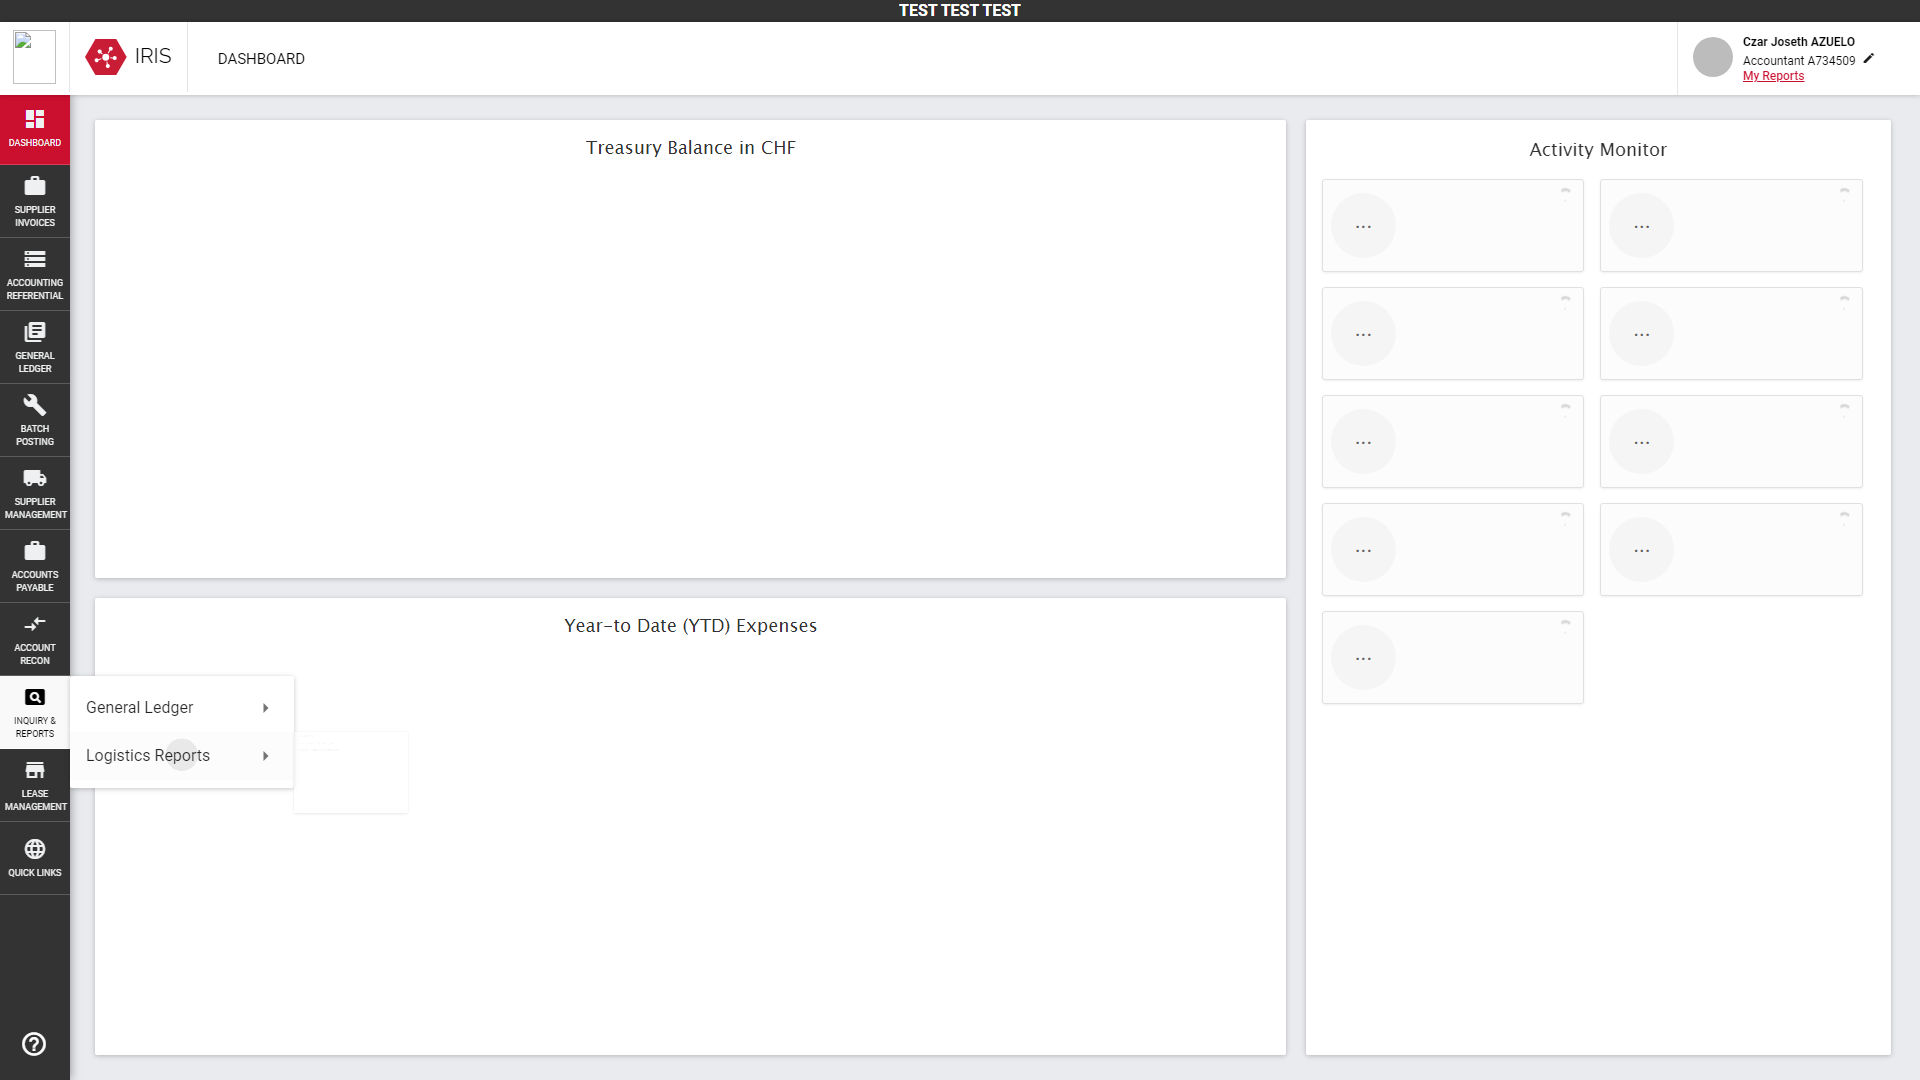 TEST TEST TEST
IRIS
DASHBOARD
Czar Joseth AZUELO
Accountant A734509
My Reports
DASHBOARD
SUPPLIER
INVOICES
ACCOUNTING
REFERENTIAL
GENERAL
LEDGER
BATCH
POSTING
SUPPLIER
MANAGEMENT
ACCOUNTS
PAYABLE
ACCOUNT
RECON
INQUIRY &
REPORTS
LEASE
MANAGEMENT
QUICK LINKS
General Ledger
Logistics Reports
Treasury Balance in CHF
Year-to Date (YTD) Expenses
Activity Monitor
... ...
... ...
... ...
... ...
...